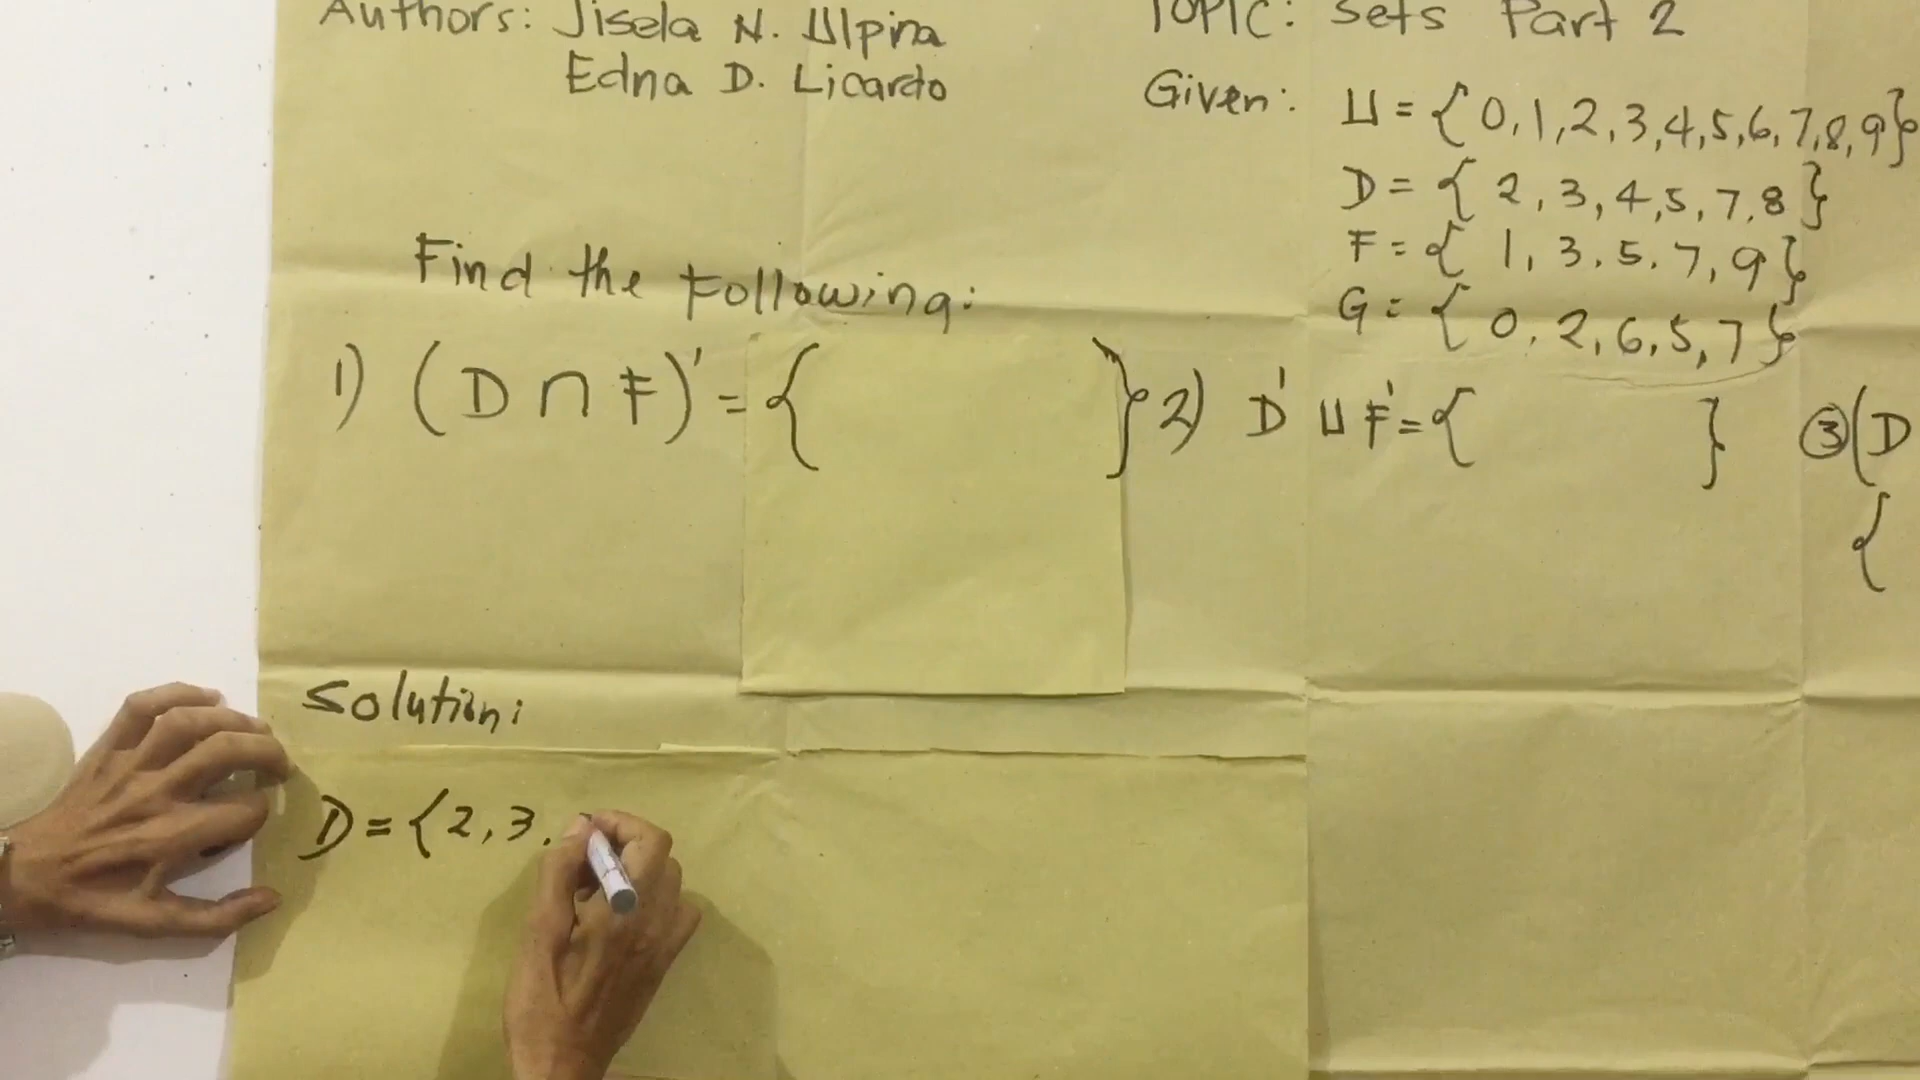 Authors: Jisela N. Ulpina
Edna D. Licardo
TOPIC: Sets Part 2
Given: U = { 0, 1, 2, 3, 4, 5, 6, 7, 8, 9 }
D = { 2, 3, 4, 5, 7, 8 }
F = { 1, 3, 5, 7, 9 }
G = { 0, 2, 6, 5, 7 }
Find the Following:
1) (D ∩ F)' = { } 2) D' U F' = { } ③ (D
{
Solution:
D = { 2, 3,